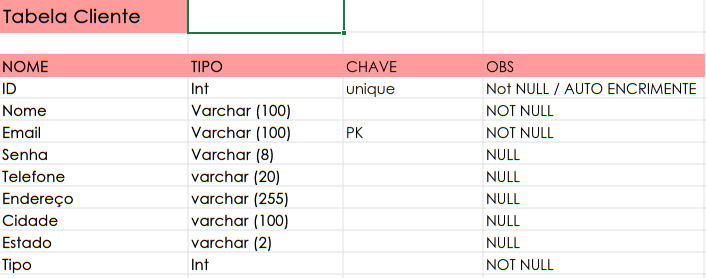 Tabela Cliente
NOME TIPO CHAVE OBS
ID Int unique Not NULL / AUTO ENCRIMENTE
Nome Varchar (100) NOT NULL
Email Varchar (100) PK NOT NULL
Senha Varchar (8) NULL
Telefone varchar (20) NULL
Endereço varchar (255) NULL
Cidade varchar (100) NULL
Estado varchar (2) NULL
Tipo Int NOT NULL